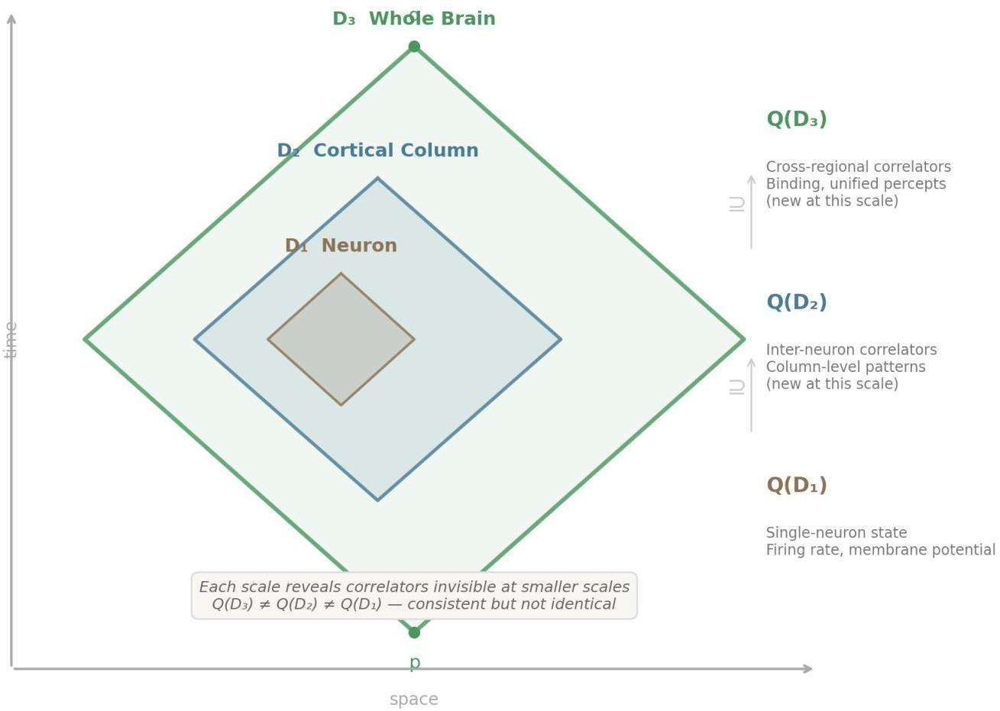 D₃ Whole Brain
q
D₂ Cortical Column
D₁ Neuron
time
Q(D₃)
Cross-regional correlators
Binding, unified percepts
(new at this scale)
⊆
Q(D₂)
Inter-neuron correlators
Column-level patterns
(new at this scale)
⊆
Q(D₁)
Single-neuron state
Firing rate, membrane potential
Each scale reveals correlators invisible at smaller scales
Q(D₃) ≠ Q(D₂) ≠ Q(D₁) — consistent but not identical
p
space